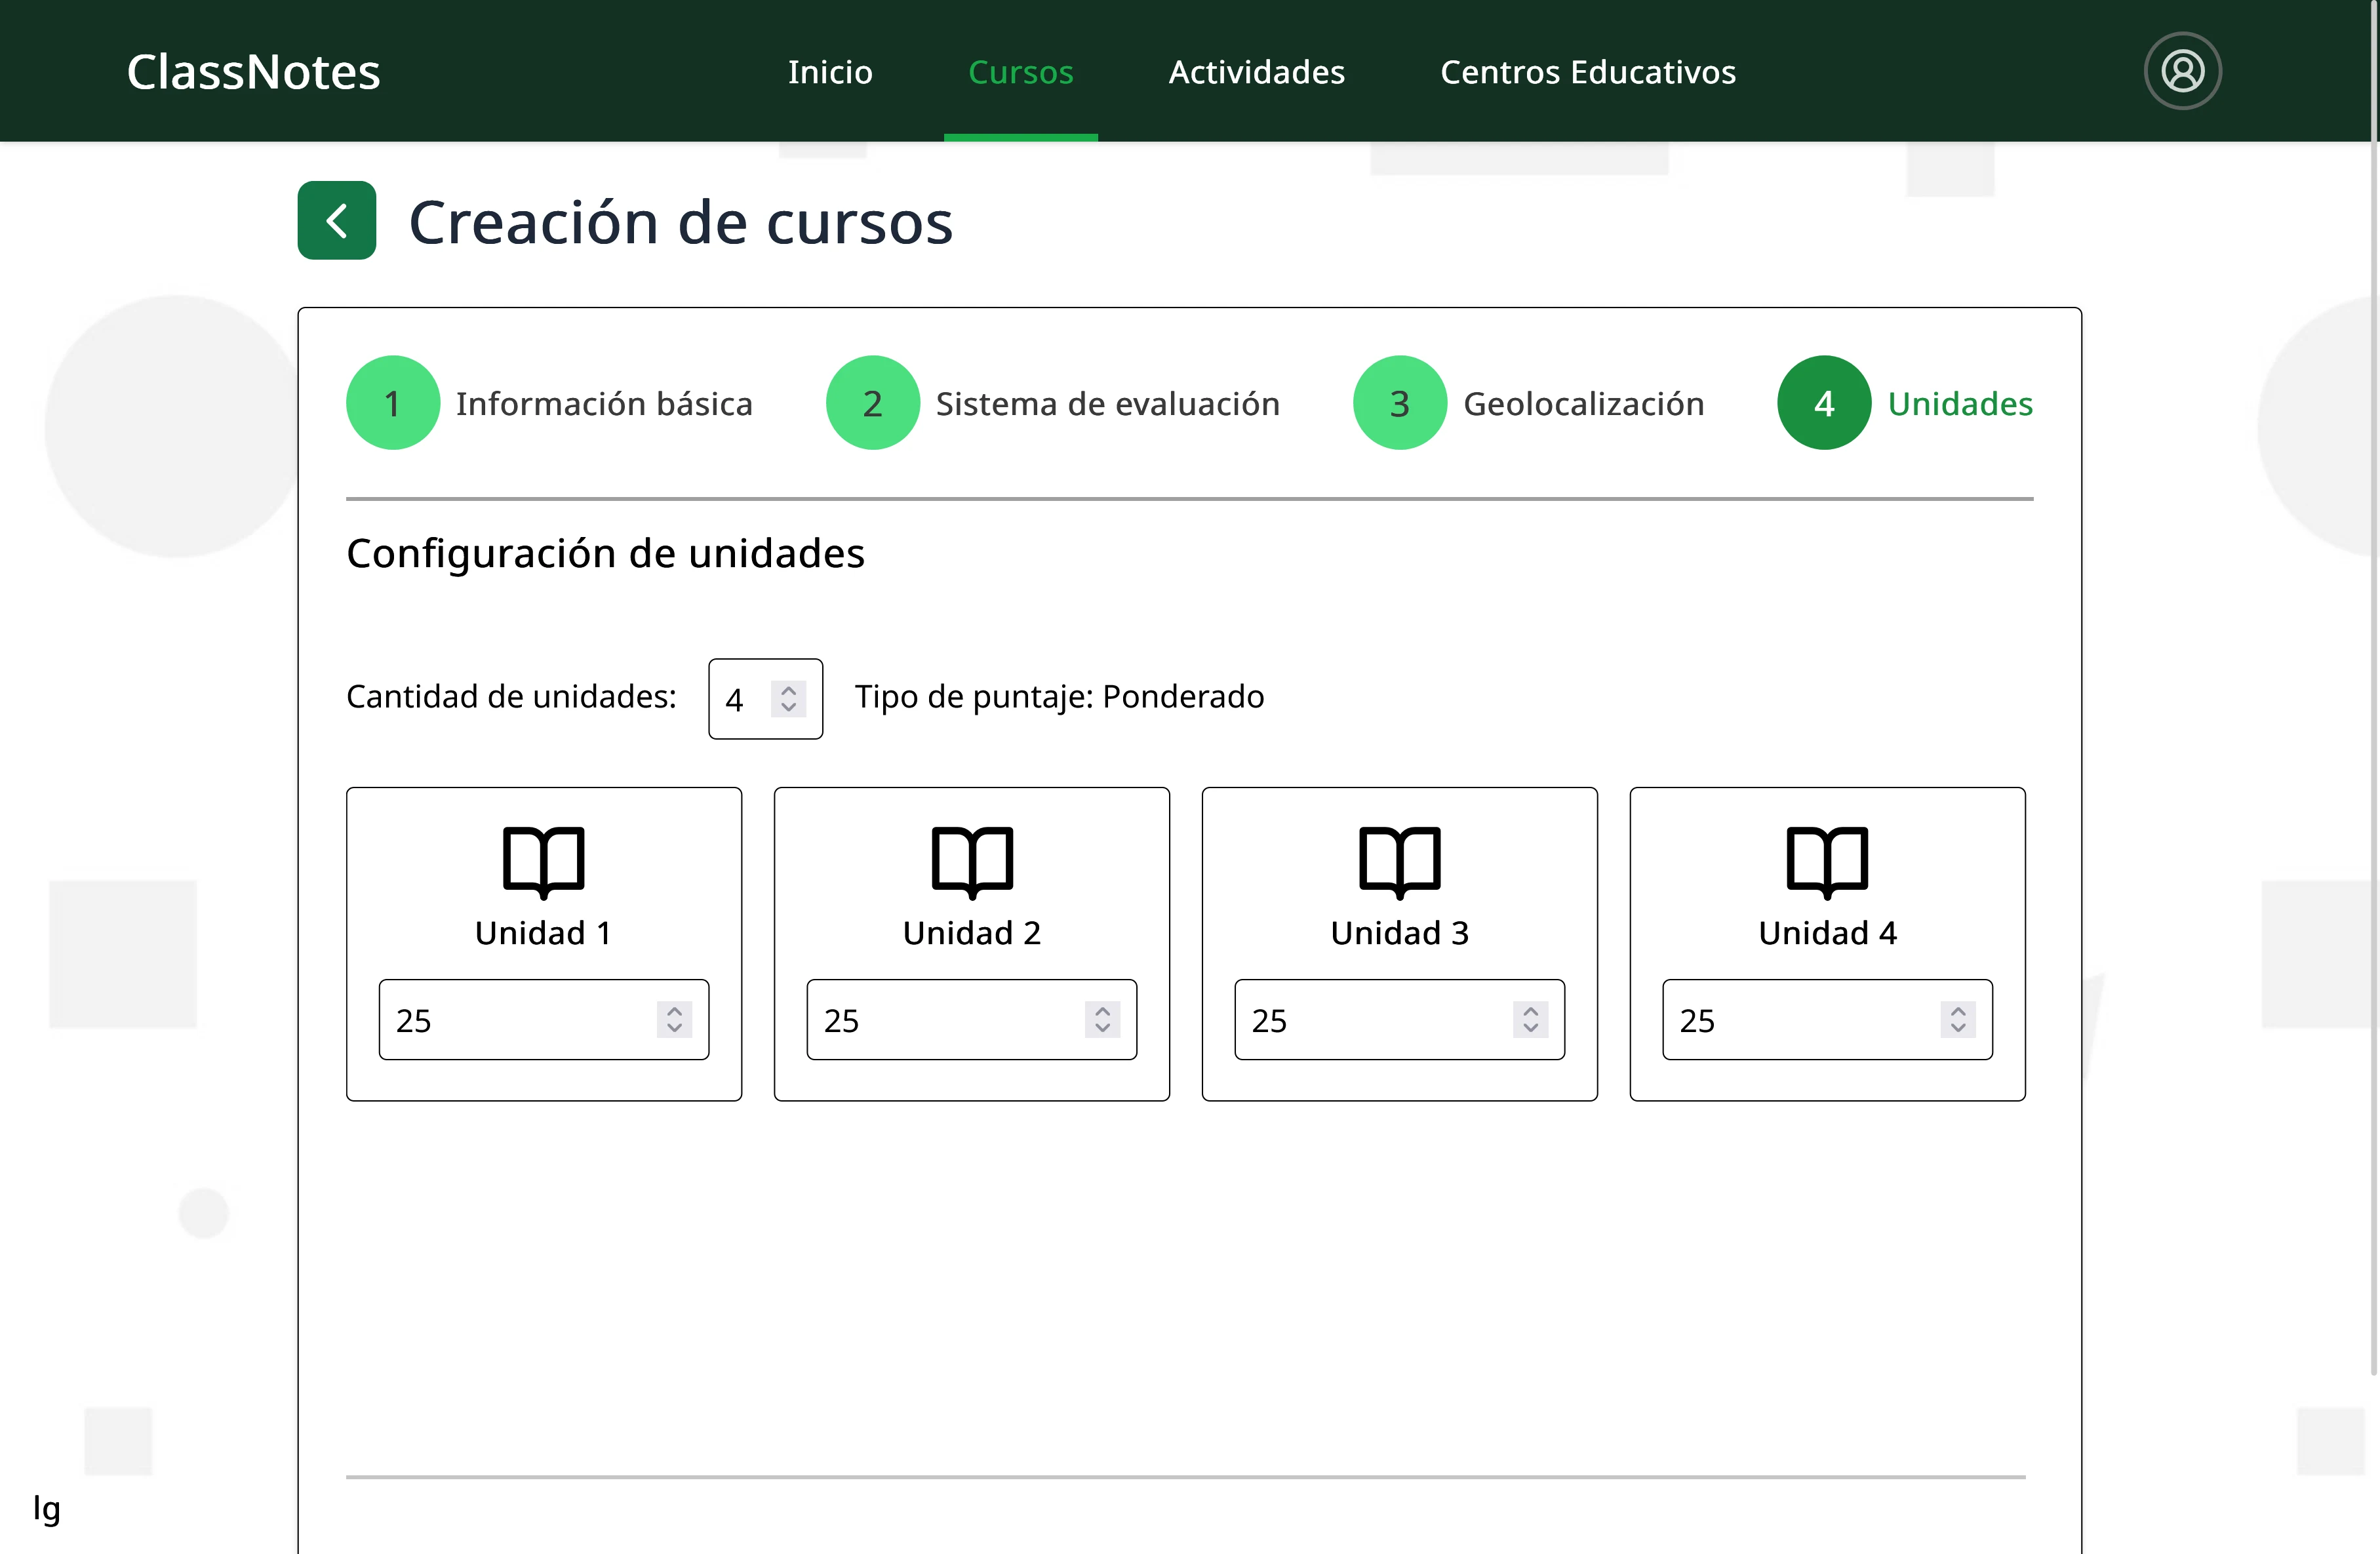 ClassNotes Inicio Cursos Actividades Centros Educativos
Creación de cursos
1 Información básica 2 Sistema de evaluación 3 Geolocalización 4 Unidades
Configuración de unidades
Cantidad de unidades: 4 Tipo de puntaje: Ponderado
Unidad 1 Unidad 2 Unidad 3 Unidad 4
25 25 25 25
lg